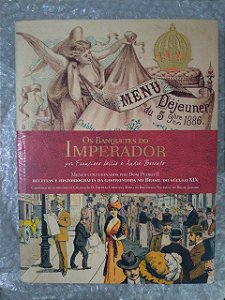 MENU
Déjeuner
du 5 9bre 1886.
OS BANQUETES DO
IMPERADOR
por Francisco Lellis e André Boccato
MENUS COLECIONADOS POR DOM PEDRO II
RECEITAS E HISTORIOGRAFIA DA GASTRONOMIA NO BRASIL DO SÉCULO XIX